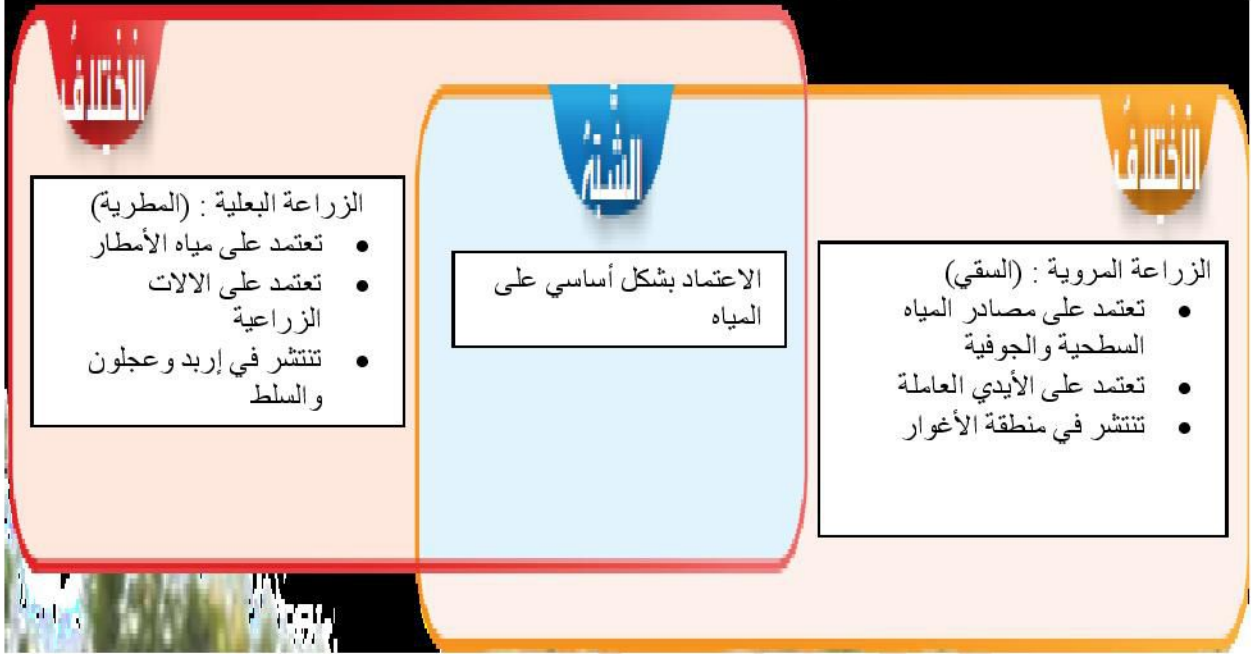 الاختلاف
الزراعة المروية : (السقي)
• تعتمد على مصادر المياه
السطحية والجوفية
• تعتمد على الأيدي العاملة
• تنتشر في منطقة الأغوار
الشبه
الاعتماد بشكل أساسي على
المياه
الاختلاف
الزراعة البعلية : (المطرية)
• تعتمد على مياه الأمطار
• تعتمد على الالات
الزراعية
• تنتشر في إربد وعجلون
والسلط